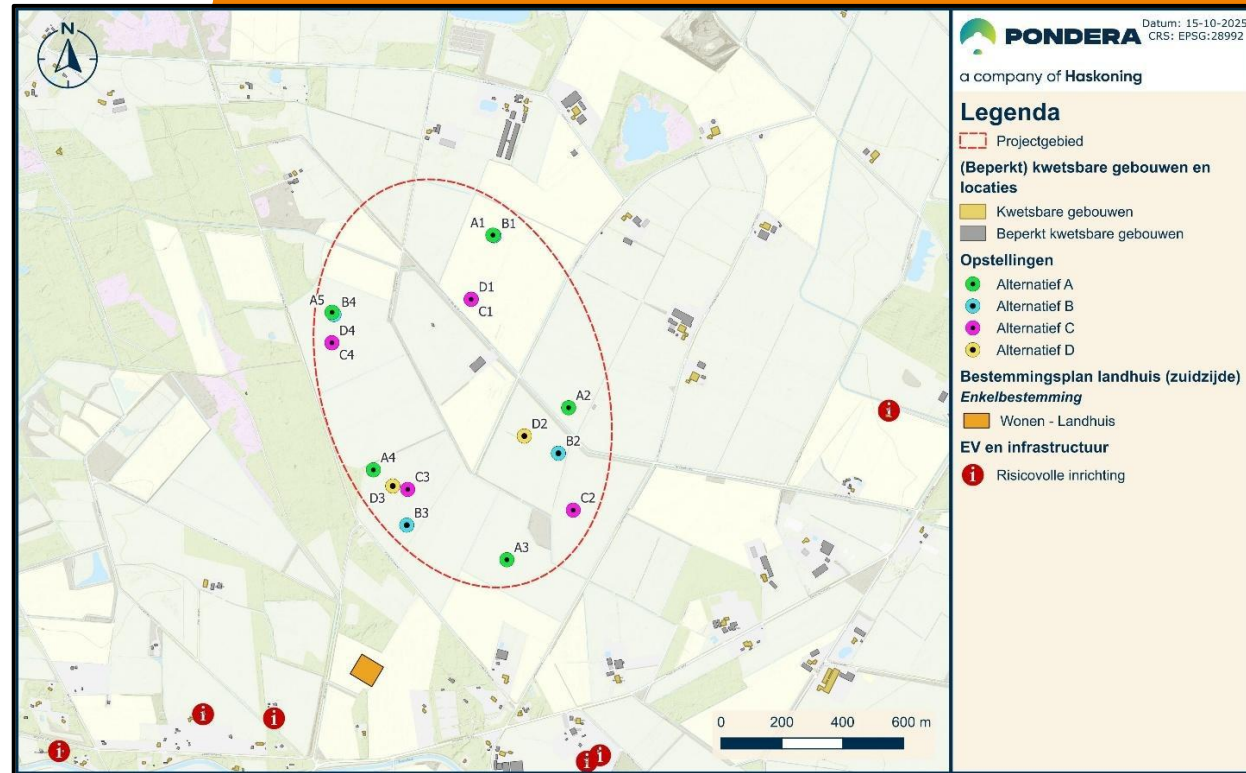 N
A1 B1
D1
C1
A5 B4
D4
C4
A2
D2
B2
A4
C3
D3
B3
C2
A3
0 200 400 600 m
PONDERA
Datum: 15-10-2025
CRS: EPSG:28992
a company of Haskoning
Legenda
Projectgebied
(Beperkt) kwetsbare gebouwen en
locaties
Kwetsbare gebouwen
Beperkt kwetsbare gebouwen
Opstellingen
Alternatief A
Alternatief B
Alternatief C
Alternatief D
Bestemmingsplan landhuis (zuidzijde)
Enkelbestemming
Wonen - Landhuis
EV en infrastructuur
Risicovolle inrichting